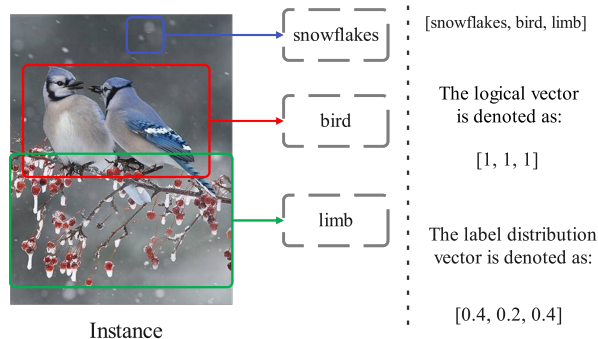 snowflakes
bird
limb
Instance
[snowflakes, bird, limb]
The logical vector
is denoted as:
[1, 1, 1]
The label distribution
vector is denoted as:
[0.4, 0.2, 0.4]